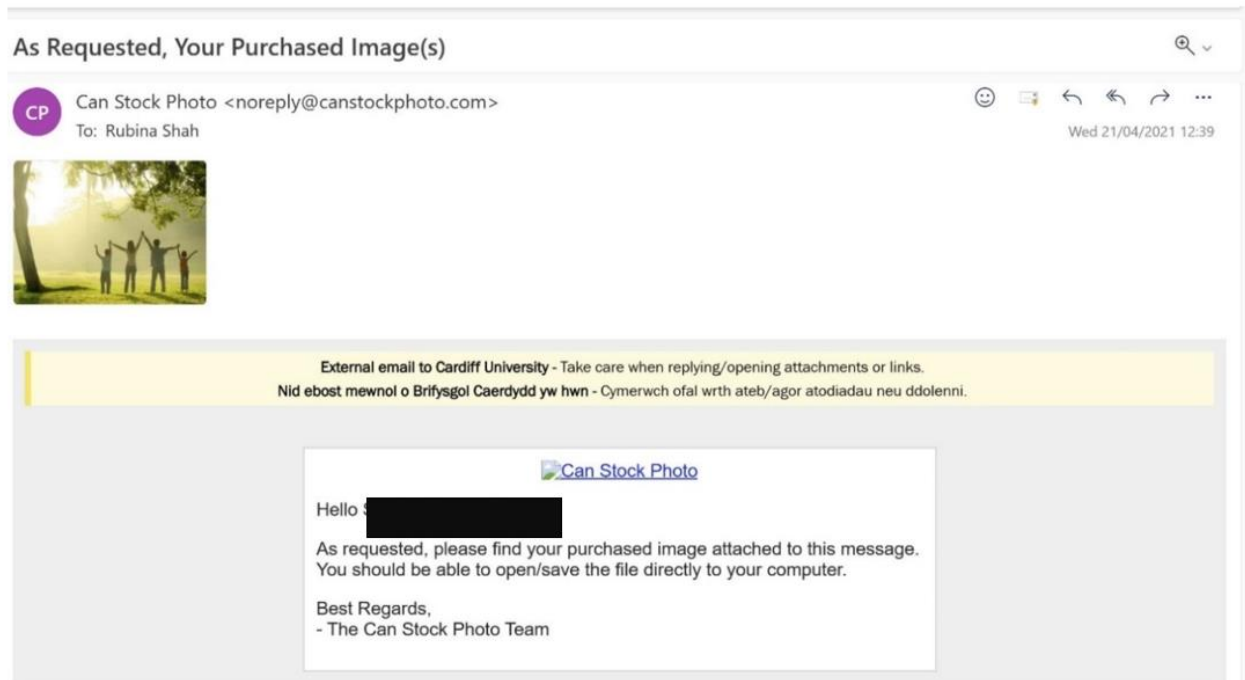 As Requested, Your Purchased Image(s)
CP
Can Stock Photo <noreply@canstockphoto.com>
To: Rubina Shah
Wed 21/04/2021 12:39
External email to Cardiff University - Take care when replying/opening attachments or links.
Nid ebost mewnol o Brifysgol Caerdydd yw hwn - Cymerwch ofal wrth ateb/agor atodiadau neu ddolenni.
Can Stock Photo
Hello
As requested, please find your purchased image attached to this message.
You should be able to open/save the file directly to your computer.
Best Regards,
- The Can Stock Photo Team